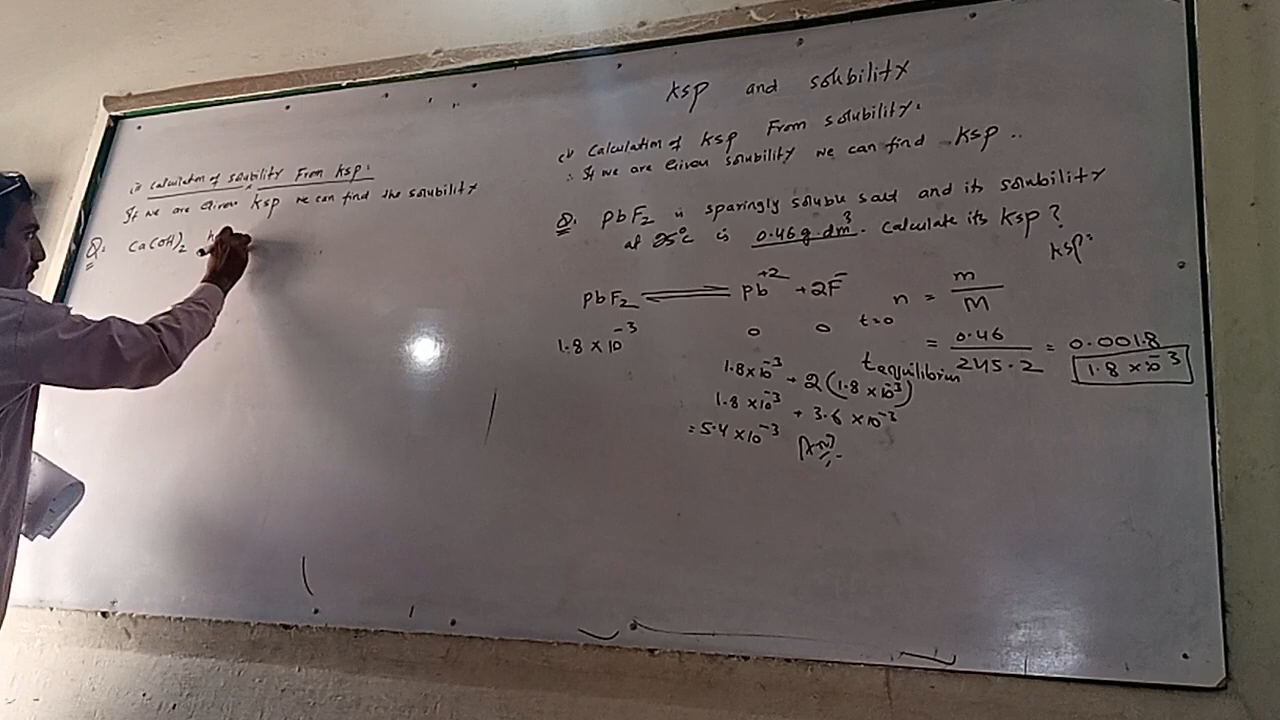 Ksp and solubility
(i) Calculation of Ksp From solubility:
∴ If we are Given solubility we can find Ksp ..
Q: PbF₂ is sparingly soluble salt and its solubility
at 25°C is 0.46 g.dm³. Calculate its Ksp?
Ksp:
PbF₂ ⇌ Pb⁺² + 2F⁻
1.8 × 10⁻³ 0 0 t=0
1.8×10⁻³ + 2(1.8 × 10⁻³) t equilibrium
1.8 × 10⁻³ + 3.6 × 10⁻³
= 5.4 × 10⁻³ Ans
n = m/M
= 0.46/245.2 = 0.0018
1.8 × 10⁻³
(ii) Calculation of solubility From Ksp:
If we are Given Ksp we can find the solubility
Q: Ca(OH)₂ h